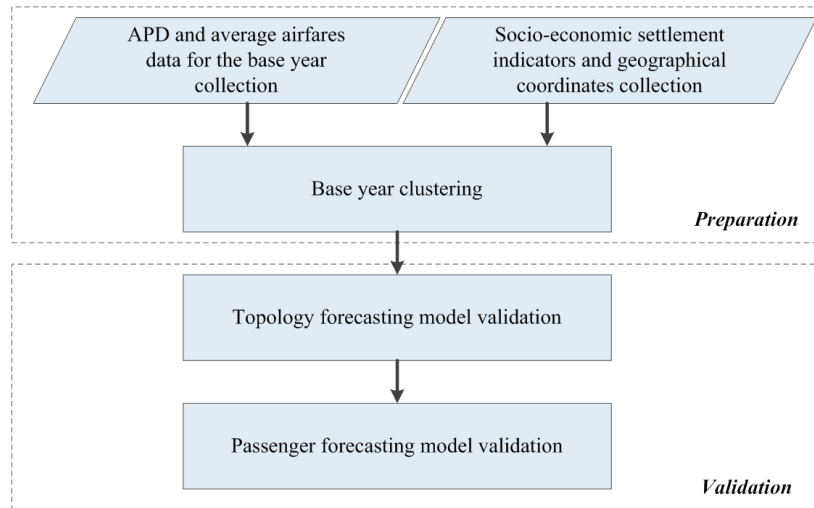 APD and average airfares
data for the base year
collection
Socio-economic settlement
indicators and geographical
coordinates collection
Base year clustering
Preparation
Topology forecasting model validation
Passenger forecasting model validation
Validation